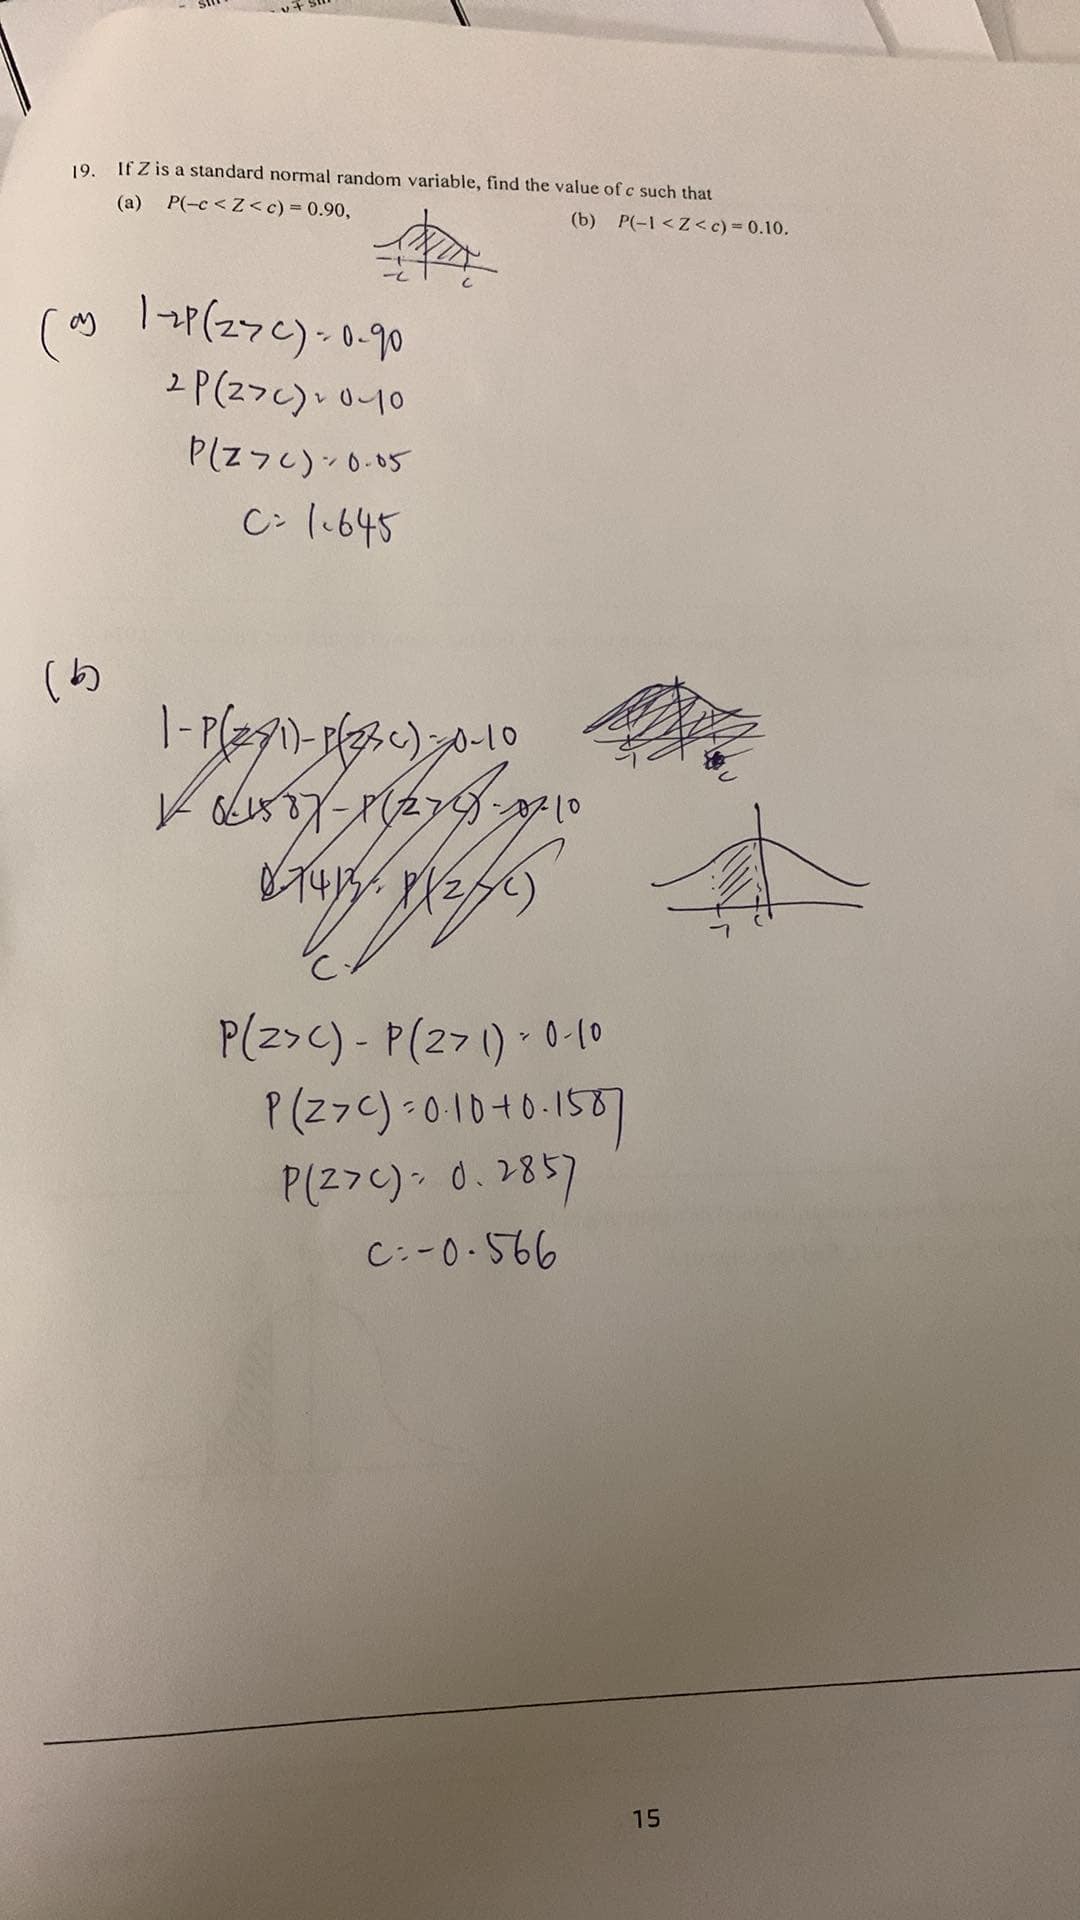 19. If Z is a standard normal random variable, find the value of c such that
(a) P(−c < Z < c) = 0.90,
(b) P(−1 < Z < c) = 0.10.
-c c
(a) 1-2P(Z>C)=0.90
2P(Z>C)=0.10
P(Z>C)=0.05
C=1.645
(b)
-1 c
-1 c
P(Z>C)-P(Z>1)=0.10
P(Z>C)=0.10+0.1587
P(Z>C)=0.2857
C=-0.566
15